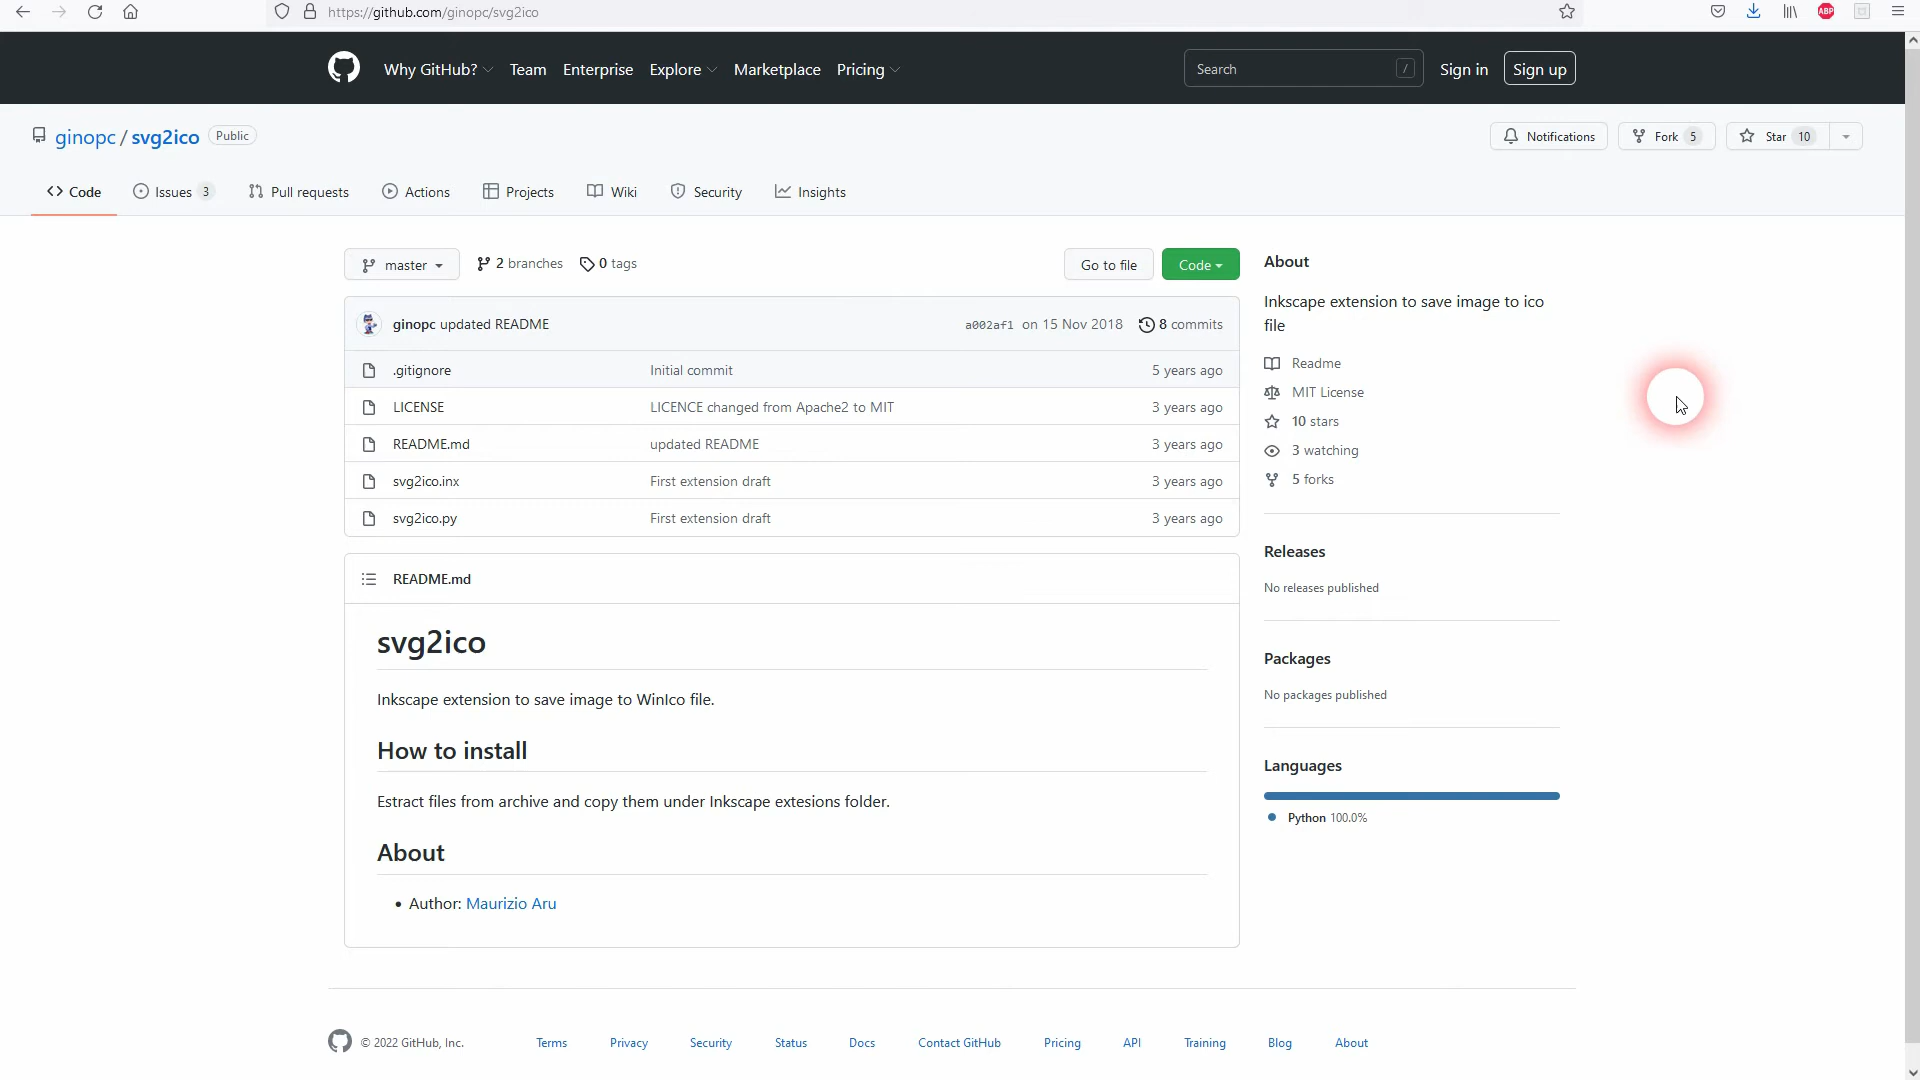 https://github.com/ginopc/svg2ico
ABP
Why GitHub? Team Enterprise Explore Marketplace Pricing
Search /
Sign in Sign up
ginopc / svg2ico Public
Notifications Fork 5 Star 10
Code Issues 3 Pull requests Actions Projects Wiki Security Insights
master 2 branches 0 tags Go to file Code
ginopc updated README a002af1 on 15 Nov 2018 8 commits
.gitignore Initial commit 5 years ago
LICENSE LICENCE changed from Apache2 to MIT 3 years ago
README.md updated README 3 years ago
svg2ico.inx First extension draft 3 years ago
svg2ico.py First extension draft 3 years ago
README.md
svg2ico
Inkscape extension to save image to WinIco file.
How to install
Estract files from archive and copy them under Inkscape extesions folder.
About
• Author: Maurizio Aru
About
Inkscape extension to save image to ico
file
Readme
MIT License
10 stars
3 watching
5 forks
Releases
No releases published
Packages
No packages published
Languages
Python 100.0%
© 2022 GitHub, Inc. Terms Privacy Security Status Docs Contact GitHub Pricing API Training Blog About